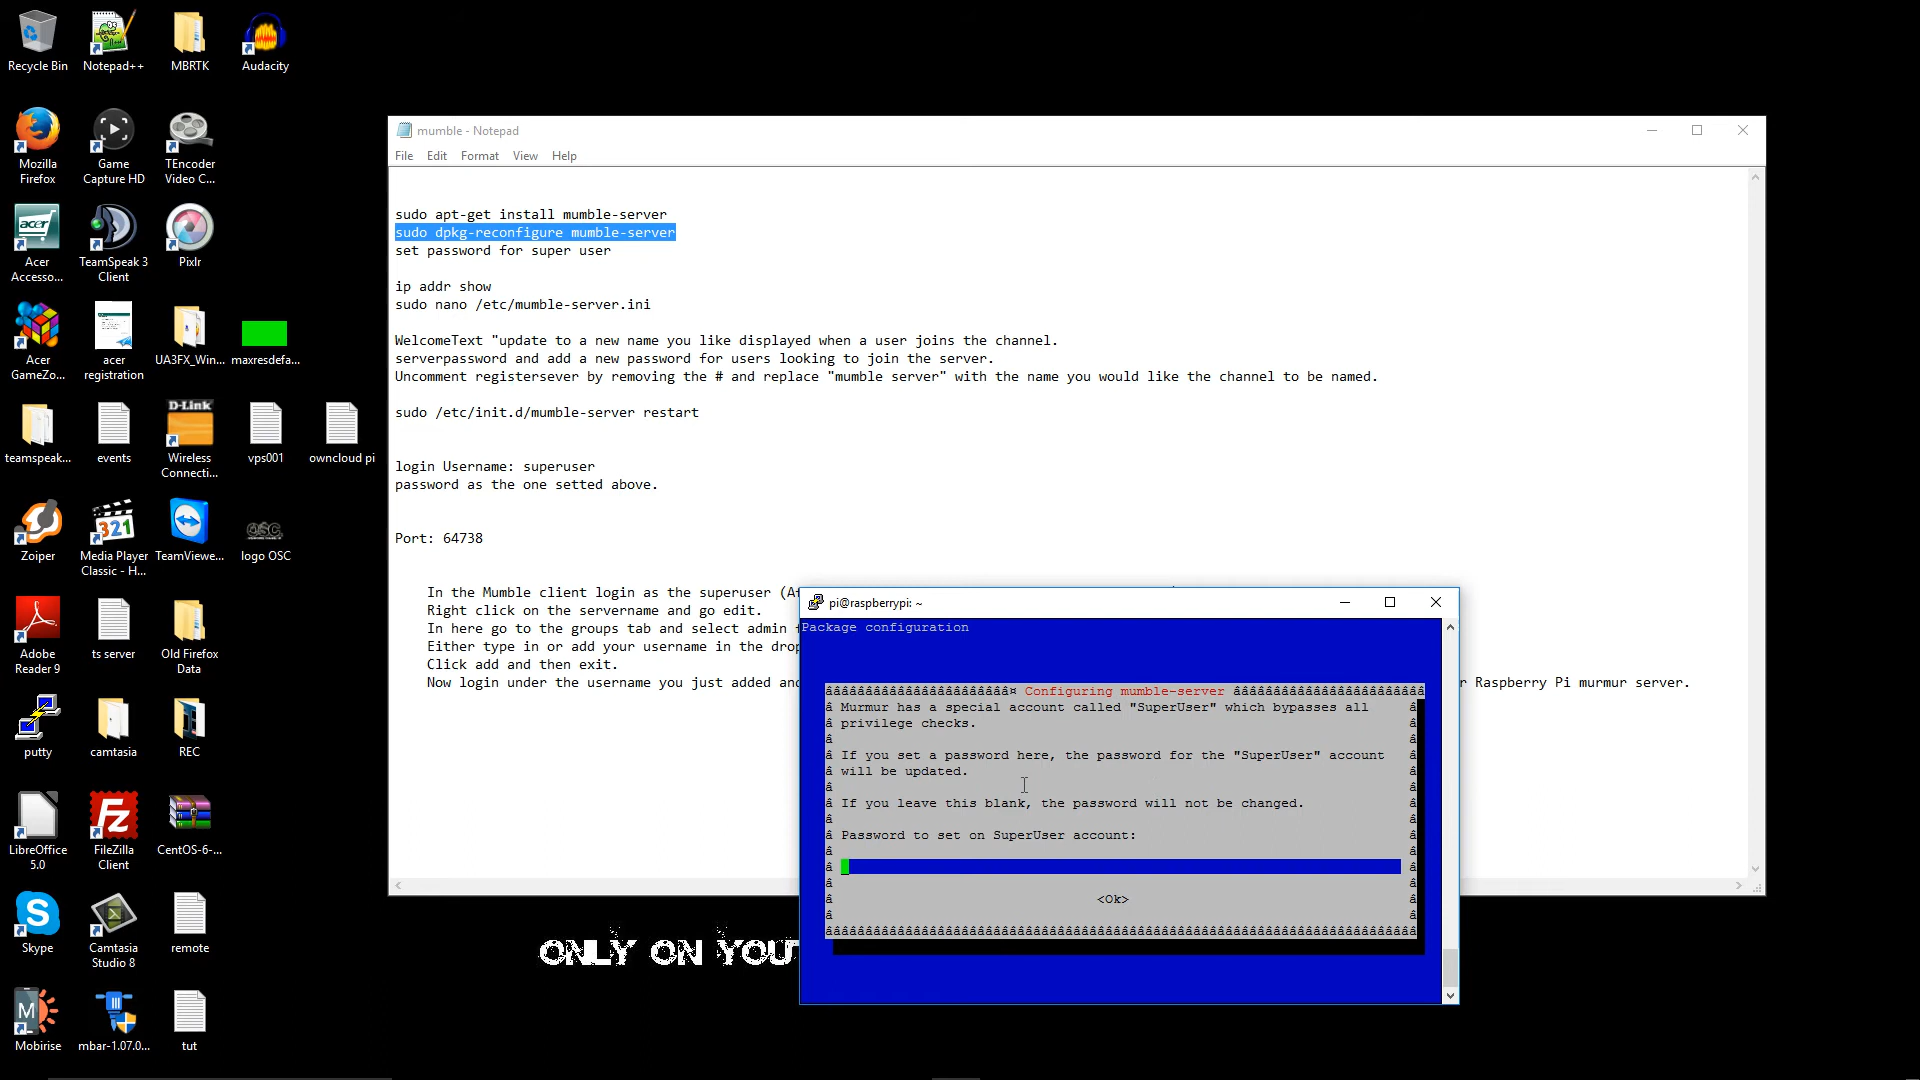 Recycle Bin
Notepad++
MBRTK
Audacity
Mozilla Firefox
Game Capture HD
TEncoder Video C...
Acer Accesso...
TeamSpeak 3 Client
Pixlr
Acer GameZo...
acer registration
UA3FX_Win...
maxresdefa...
teamspeak...
events
D-Link
Wireless Connecti...
vps001
owncloud pi
Zoiper
Media Player Classic - H...
TeamViewe...
OSC
logo OSC
Adobe Reader 9
ts server
Old Firefox Data
putty
camtasia
REC
LibreOffice 5.0
FileZilla Client
CentOS-6-...
Skype
Camtasia Studio 8
remote
Mobirise
mbar-1.07.0...
tut
mumble - Notepad
File Edit Format View Help
sudo apt-get install mumble-server
sudo dpkg-reconfigure mumble-server
set password for super user
ip addr show
sudo nano /etc/mumble-server.ini
WelcomeText "update to a new name you like displayed when a user joins the channel.
serverpassword and add a new password for users looking to join the server.
Uncomment registersever by removing the # and replace "mumble server" with the name you would like the channel to be named.
sudo /etc/init.d/mumble-server restart
login Username: superuser
password as the one setted above.
Port: 64738
In the Mumble client login as the superuser (A
Right click on the servername and go edit.
In here go to the groups tab and select admin
Either type in or add your username in the drop
Click add and then exit.
Now login under the username you just added an
r Raspberry Pi murmur server.
pi@raspberrypi: ~
Package configuration
Configuring mumble-server
Murmur has a special account called "SuperUser" which bypasses all
privilege checks.
If you set a password here, the password for the "SuperUser" account
will be updated.
If you leave this blank, the password will not be changed.
Password to set on SuperUser account:
<Ok>
ONLY ON YOUT